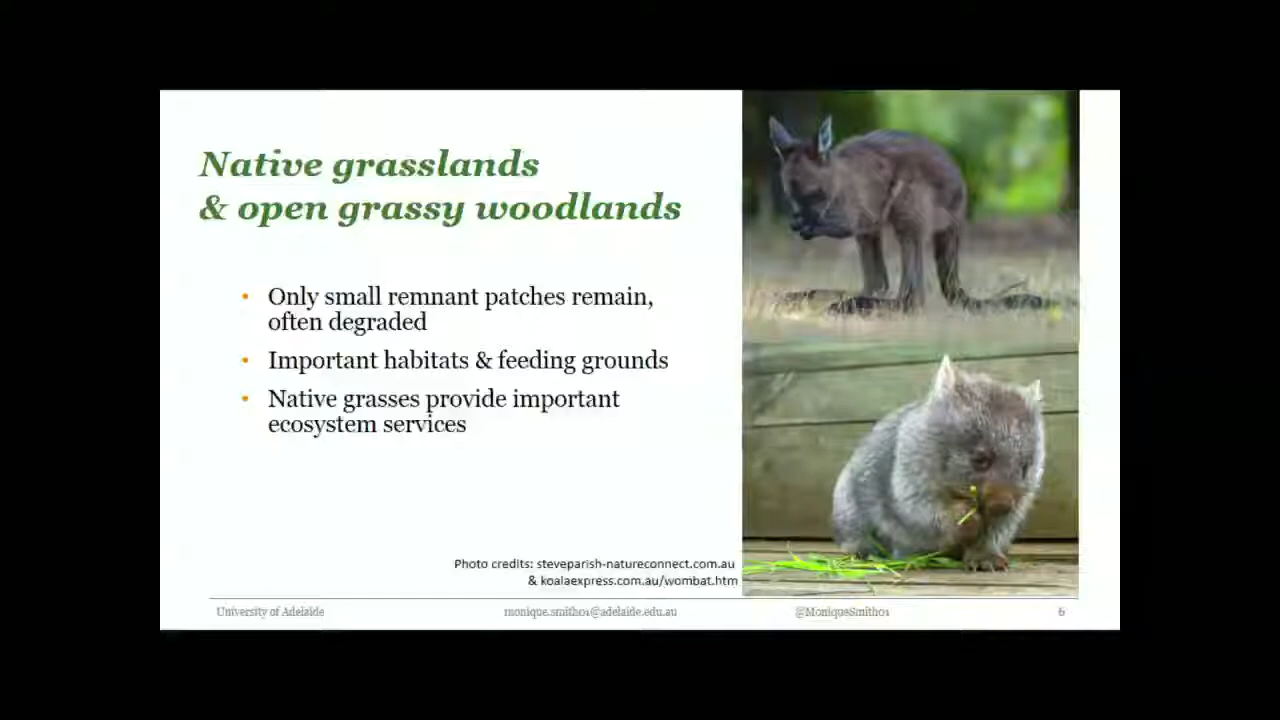 Native grasslands
& open grassy woodlands
• Only small remnant patches remain,
often degraded
• Important habitats & feeding grounds
• Native grasses provide important
ecosystem services
Photo credits: steveparish-natureconnect.com.au
& koalaexpress.com.au/wombat.htm
University of Adelaide monique.smith01@adelaide.edu.au @MoniqueSmith01 6